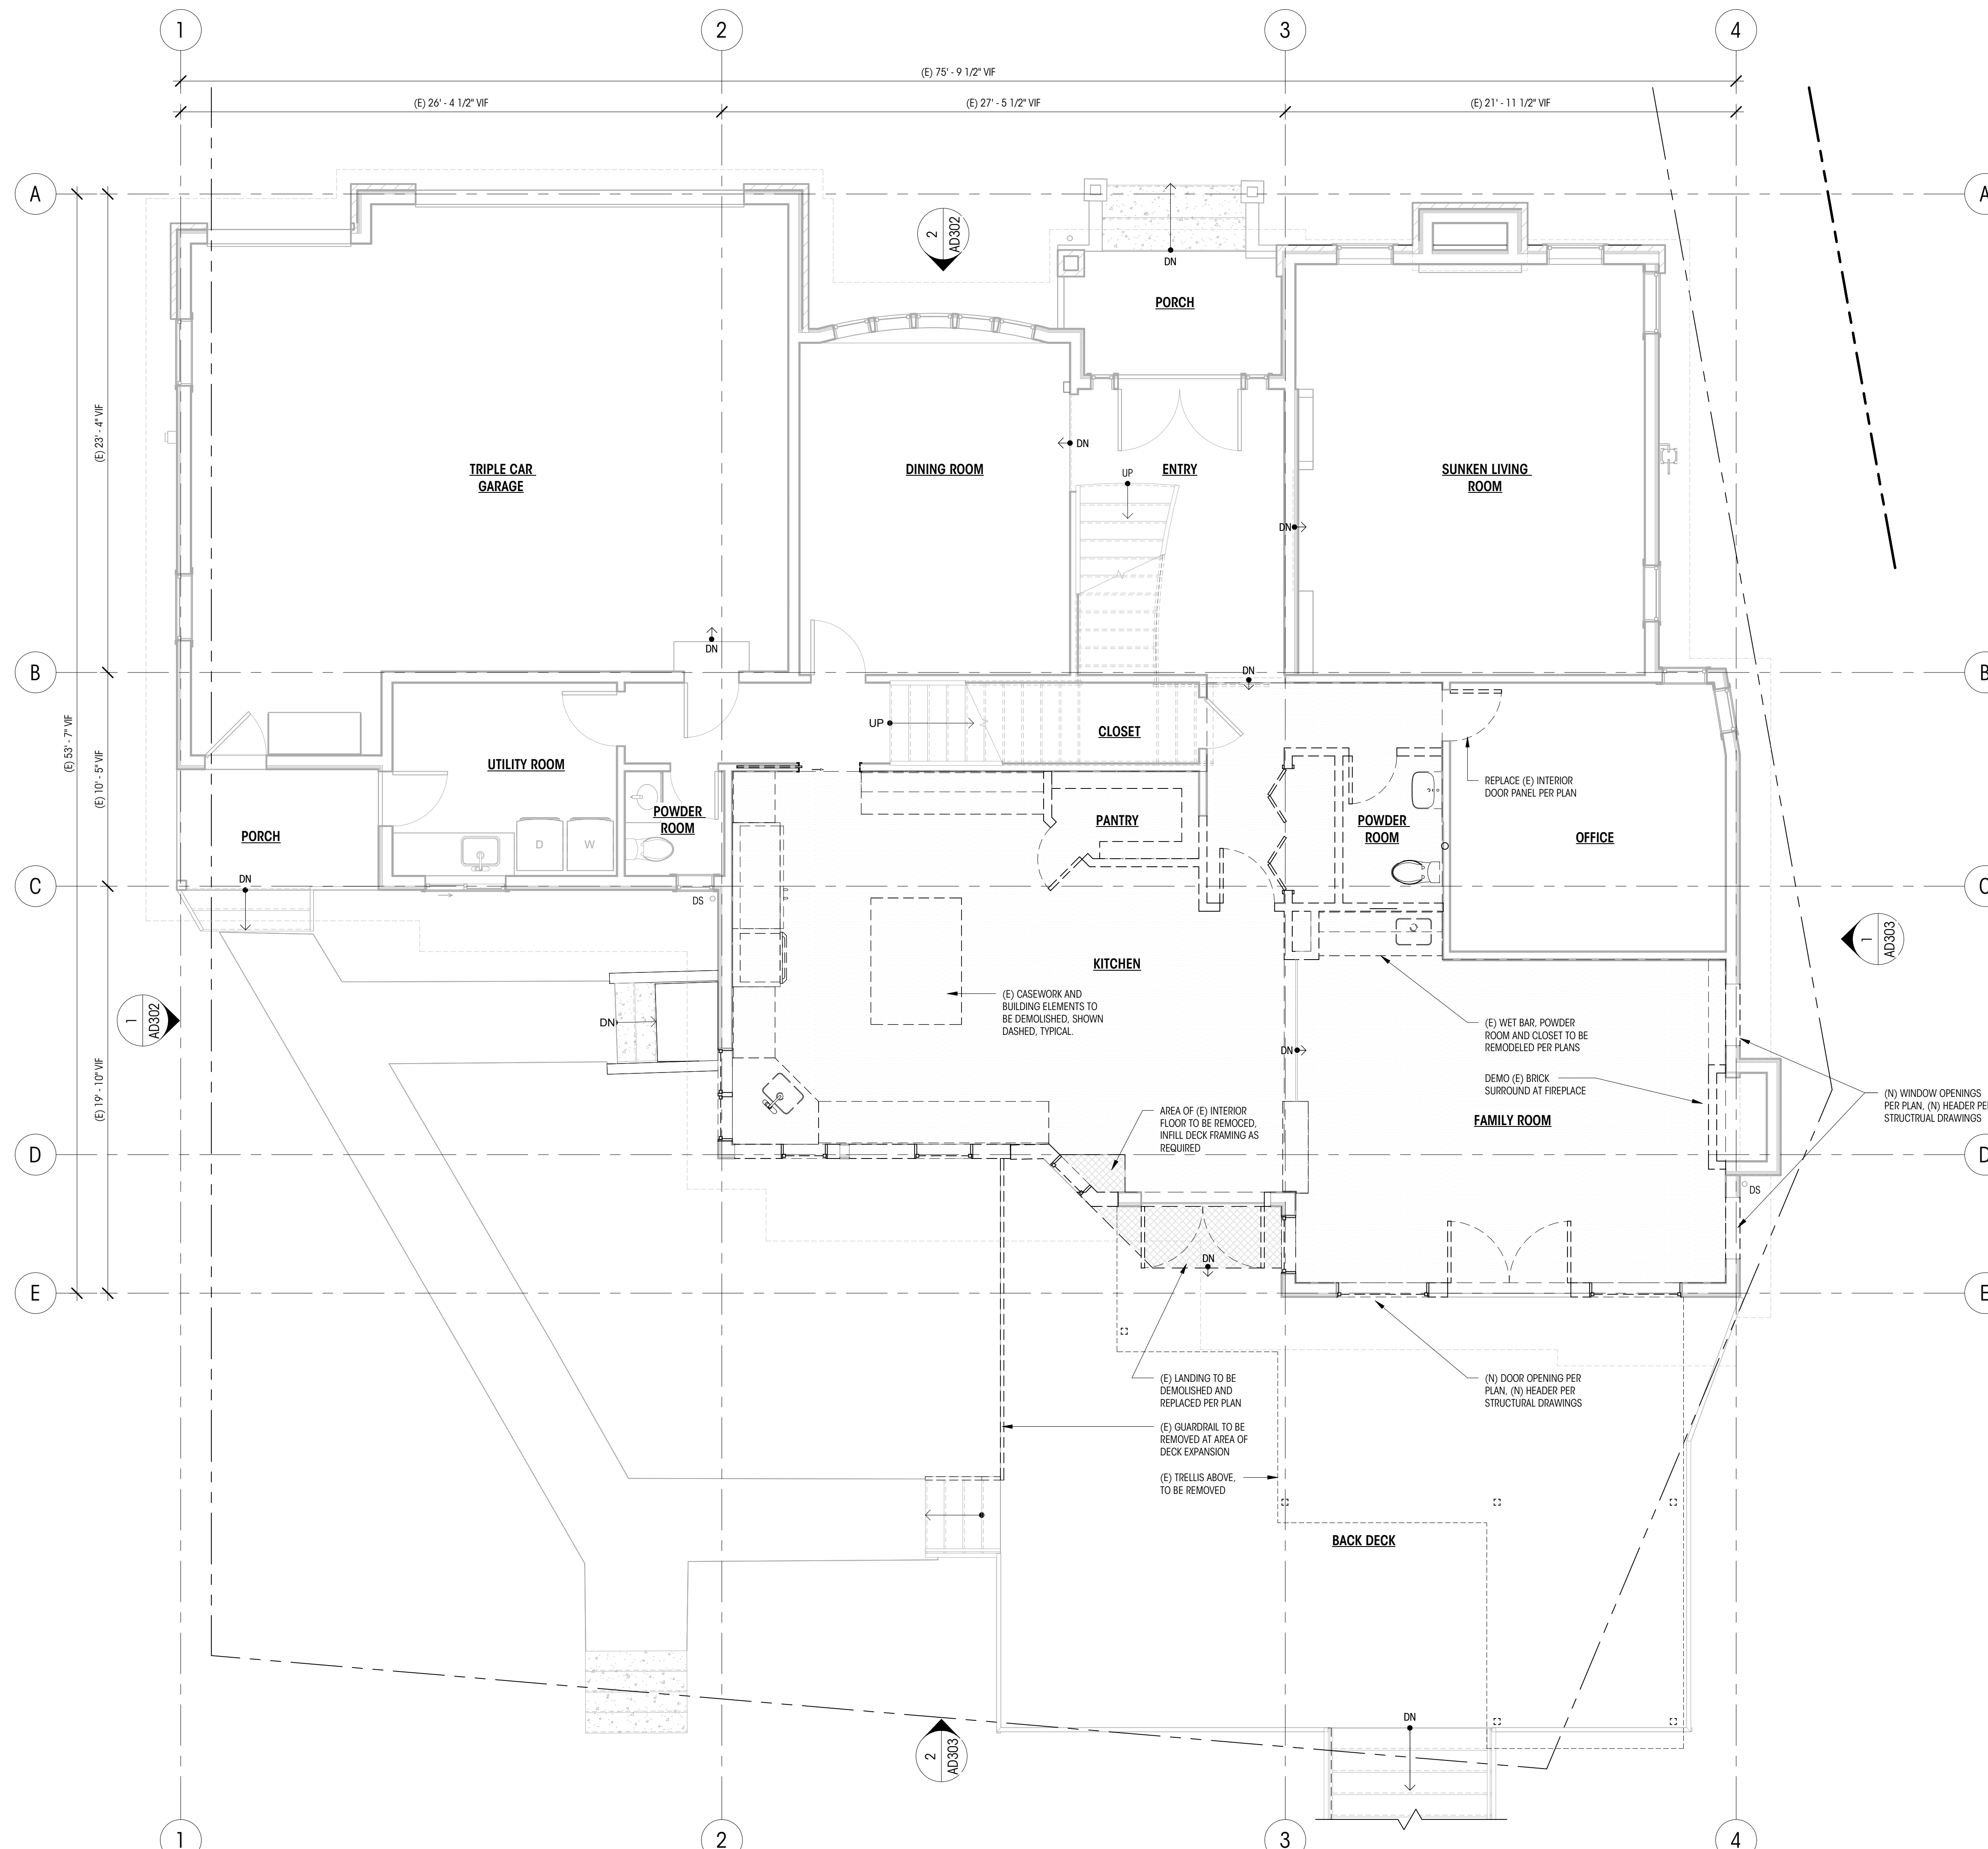 1
2
3
4
(E) 75' - 9 1/2" VIF
(E) 26' - 4 1/2" VIF
(E) 27' - 5 1/2" VIF
(E) 21' - 11 1/2" VIF
A
A
2
AD302
DN
PORCH
(E) 23' - 4" VIF
DN
TRIPLE CAR
GARAGE
DINING ROOM
UP
ENTRY
SUNKEN LIVING
ROOM
DN
DN
B
DN
B
(E) 53' - 7" VIF
UP
CLOSET
(E) 10' - 5" VIF
UTILITY ROOM
REPLACE (E) INTERIOR
DOOR PANEL PER PLAN
PORCH
POWDER
ROOM
PANTRY
POWDER
ROOM
OFFICE
D
W
C
DN
DS
C
1
AD303
KITCHEN
(E) CASEWORK AND
BUILDING ELEMENTS TO
BE DEMOLISHED, SHOWN
DASHED, TYPICAL.
1
AD302
DN
(E) WET BAR, POWDER
ROOM AND CLOSET TO BE
REMODELED PER PLANS
DN
(E) 19' - 10" VIF
DEMO (E) BRICK
SURROUND AT FIREPLACE
(N) WINDOW OPENINGS
PER PLAN, (N) HEADER PE
STRUCTRUAL DRAWINGS
AREA OF (E) INTERIOR
FLOOR TO BE REMOCED,
INFILL DECK FRAMING AS
REQUIRED
FAMILY ROOM
D
D
DS
DN
E
E
(E) LANDING TO BE
DEMOLISHED AND
REPLACED PER PLAN
(N) DOOR OPENING PER
PLAN, (N) HEADER PER
STRUCTURAL DRAWINGS
(E) GUARDRAIL TO BE
REMOVED AT AREA OF
DECK EXPANSION
(E) TRELLIS ABOVE,
TO BE REMOVED
BACK DECK
DN
2
AD303
1
2
3
4